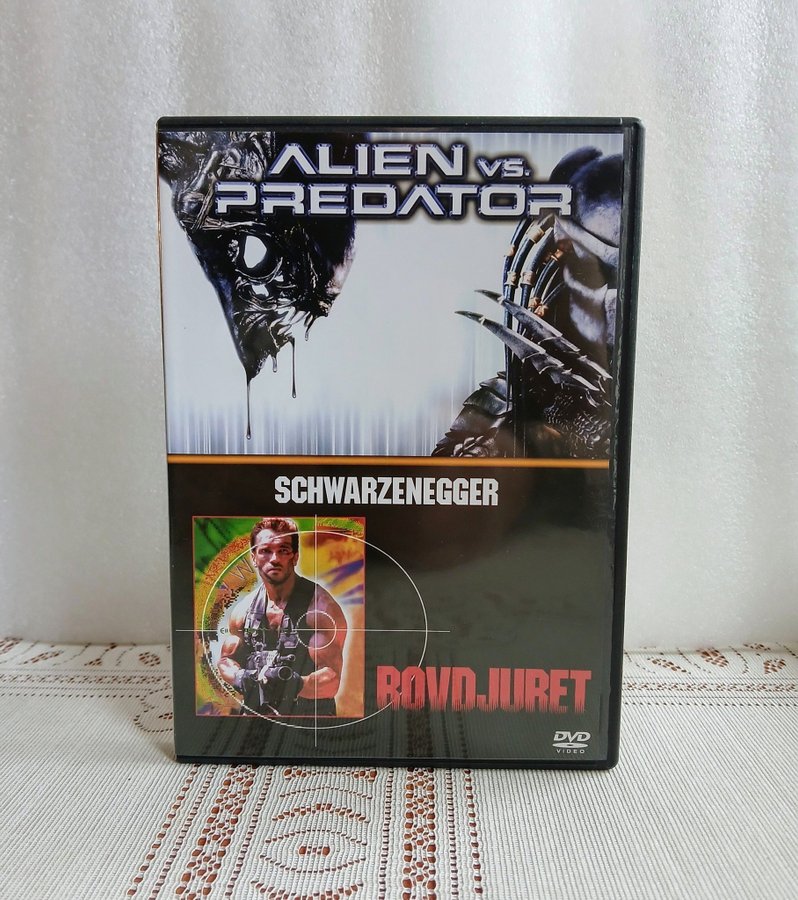 ALIEN VS.
PREDATOR
SCHWARZENEGGER
ROVDJURET
DVD
VIDEO